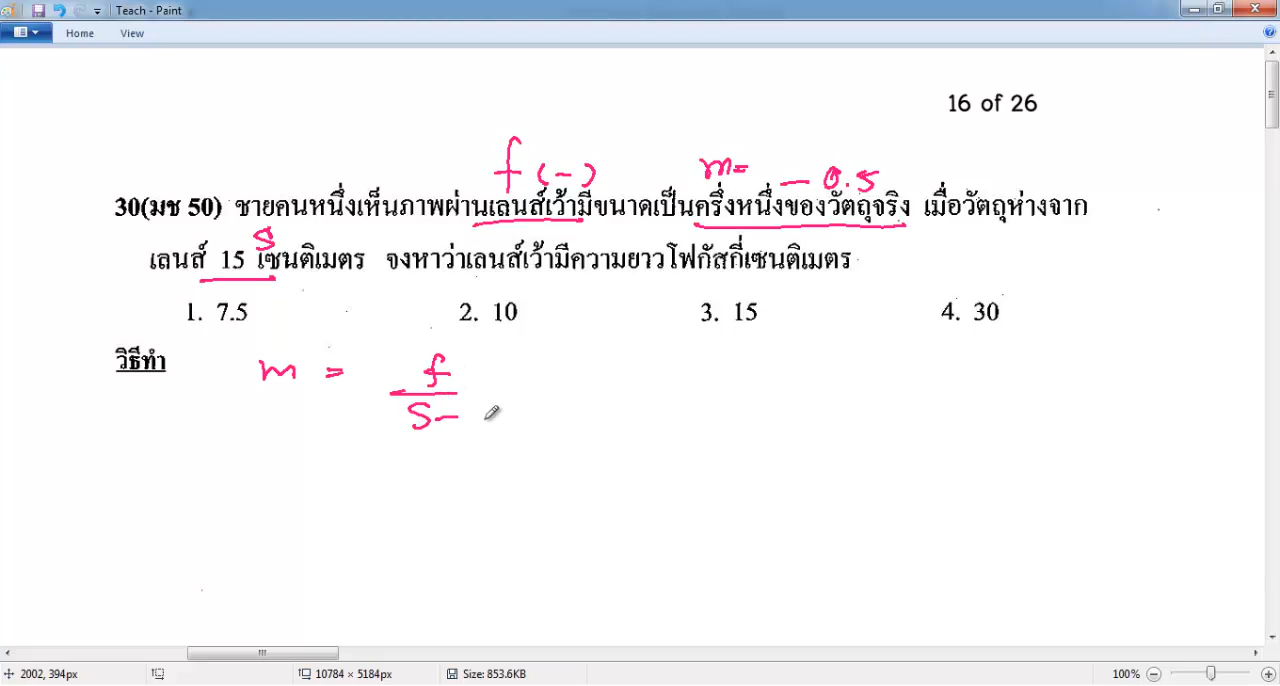 Teach - Paint
Home View
16 of 26
f (-) m = - 0.5
30(มช 50) ชายคนหนึ่งเห็นภาพผ่านเลนส์เว้ามีขนาดเป็นครึ่งหนึ่งของวัตถุจริง เมื่อวัตถุห่างจาก
S
เลนส์ 15 เซนติเมตร จงหาว่าเลนส์เว้ามีความยาวโฟกัสกี่เซนติเมตร
1. 7.5 2. 10 3. 15 4. 30
วิธีทำ
m = f
S-
2002, 394px 10784 × 5184px Size: 853.6KB 100%